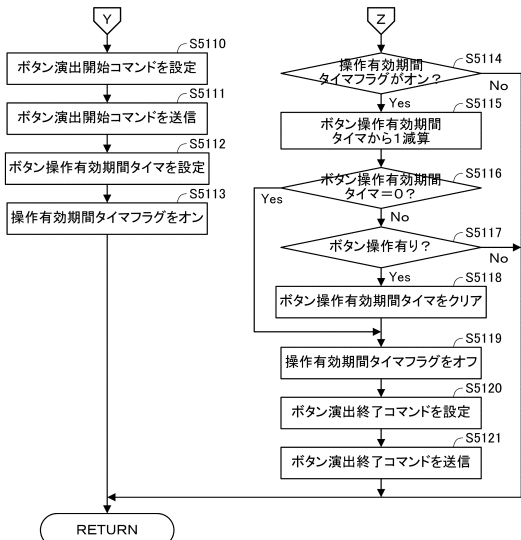 Y
S5110
ボタン演出開始コマンドを設定
S5111
ボタン演出開始コマンドを送信
S5112
ボタン操作有効期間タイマを設定
S5113
操作有効期間タイマフラグをオン
RETURN
Z
S5114
操作有効期間
タイマフラグがオン?
No
Yes
S5115
ボタン操作有効期間
タイマから1減算
S5116
ボタン操作有効期間
タイマ=0?
Yes
No
S5117
ボタン操作有り?
No
Yes
S5118
ボタン操作有効期間タイマをクリア
S5119
操作有効期間タイマフラグをオフ
S5120
ボタン演出終了コマンドを設定
S5121
ボタン演出終了コマンドを送信